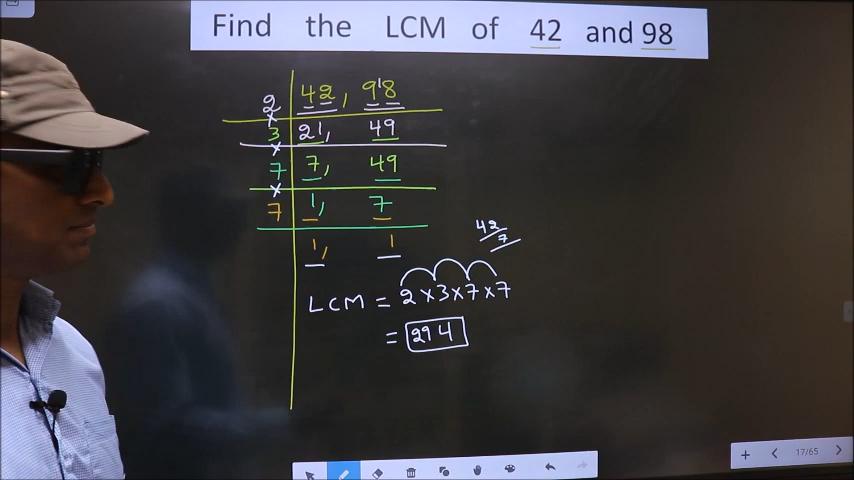 Find the LCM of 42 and 98
2 42, 9¹8
× 3 21, 49
× 7 7, 49
× 7 1, 7
1, 1
42
7
LCM = 2×3×7×7
= 294
17/65